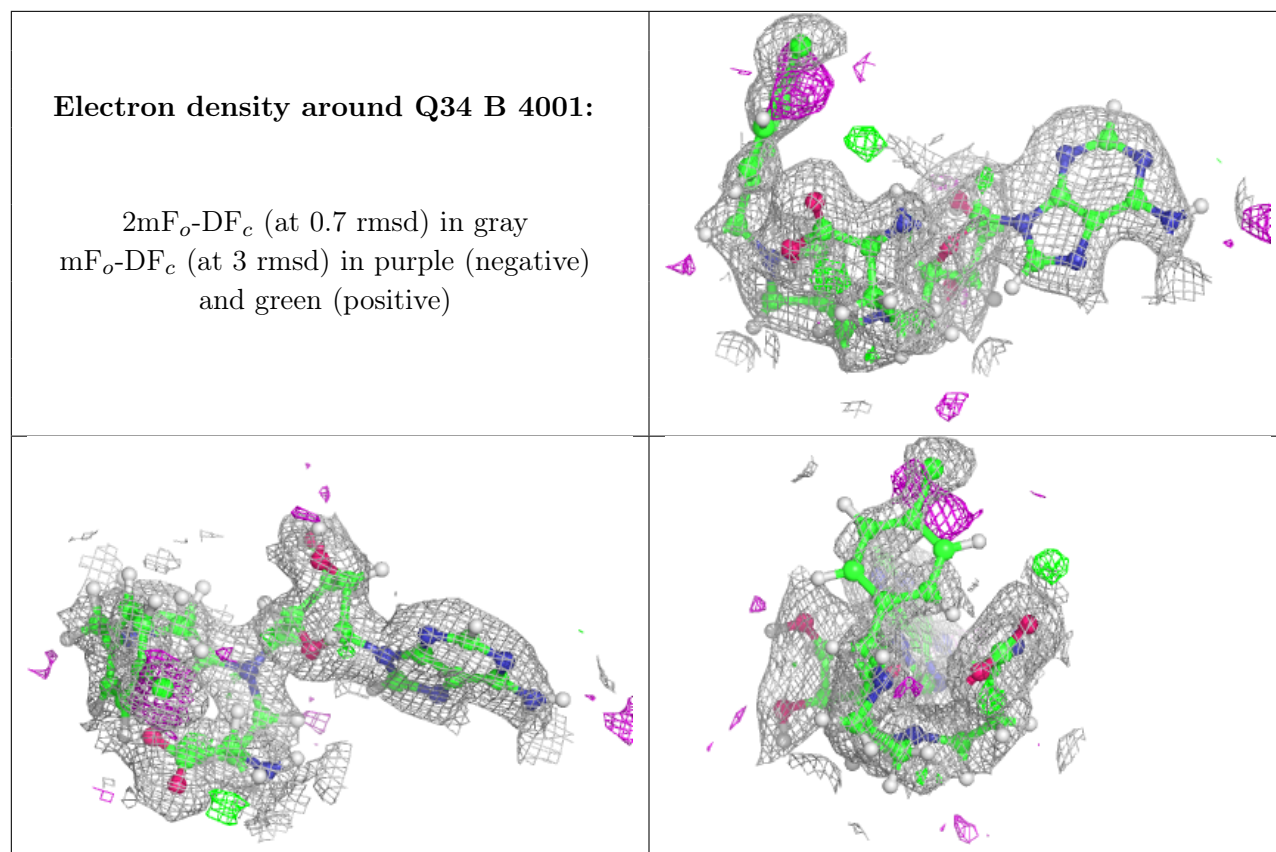 Electron density around Q34 B 4001:
2mFo-DFc (at 0.7 rmsd) in gray
mFo-DFc (at 3 rmsd) in purple (negative)
and green (positive)